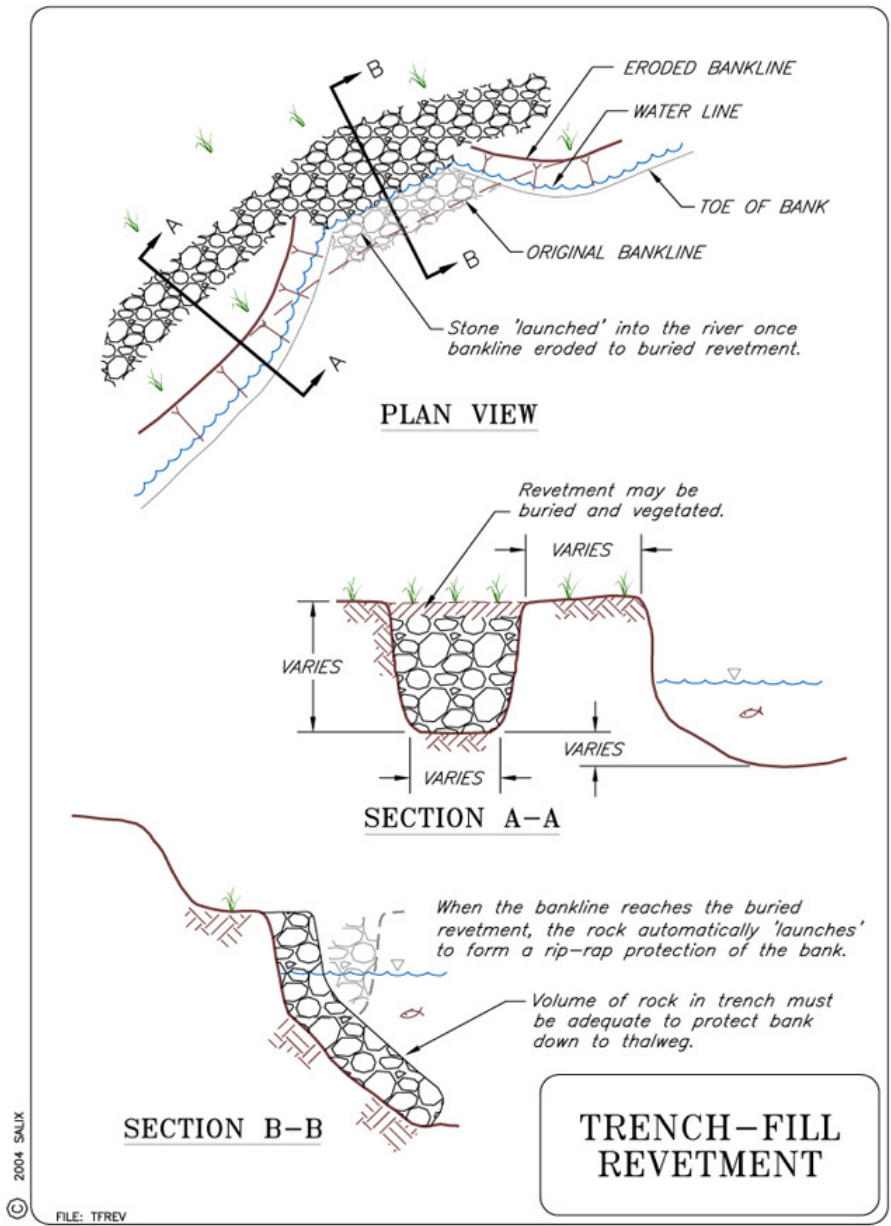 B
ERODED BANKLINE
WATER LINE
A
TOE OF BANK
B
ORIGINAL BANKLINE
Stone 'launched' into the river once
bankline eroded to buried revetment.
A
PLAN VIEW
Revetment may be
buried and vegetated.
VARIES
VARIES
VARIES
VARIES
SECTION A-A
When the bankline reaches the buried
revetment, the rock automatically 'launches'
to form a rip-rap protection of the bank.
Volume of rock in trench must
be adequate to protect bank
down to thalweg.
SECTION B-B
TRENCH-FILL
REVETMENT
© 2004 SALIX
FILE: TFREV